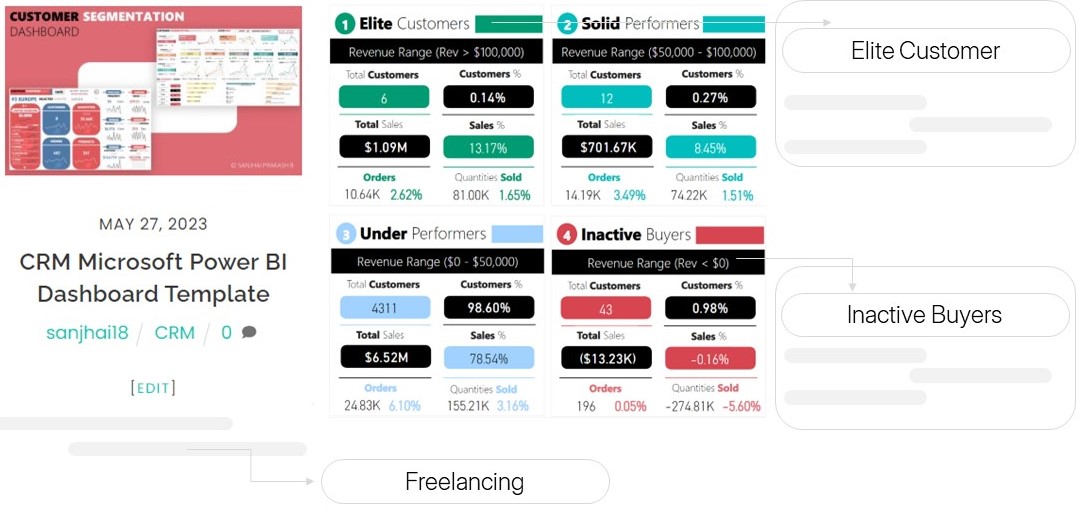 CUSTOMER SEGMENTATION
DASHBOARD
© SANJHAI PRAKASH B
MAY 27, 2023
CRM Microsoft Power BI
Dashboard Template
sanjhai18 / CRM / 0
[EDIT]
1 Elite Customers
Revenue Range (Rev > $100,000)
Total Customers Customers %
6 0.14%
Total Sales Sales %
$1.09M 13.17%
Orders Quantities Sold
10.64K 2.62% 81.00K 1.65%
2 Solid Performers
Revenue Range ($50,000 - $100,000)
Total Customers Customers %
12 0.27%
Total Sales Sales %
$701.67K 8.45%
Orders Quantities Sold
14.19K 3.49% 74.22K 1.51%
3 Under Performers
Revenue Range ($0 - $50,000)
Total Customers Customers %
4311 98.60%
Total Sales Sales %
$6.52M 78.54%
Orders Quantities Sold
24.83K 6.10% 155.21K 3.16%
4 Inactive Buyers
Revenue Range (Rev < $0)
Total Customers Customers %
43 0.98%
Total Sales Sales %
($13.23K) -0.16%
Orders Quantities Sold
196 0.05% -274.81K -5.60%
Elite Customer
Inactive Buyers
Freelancing